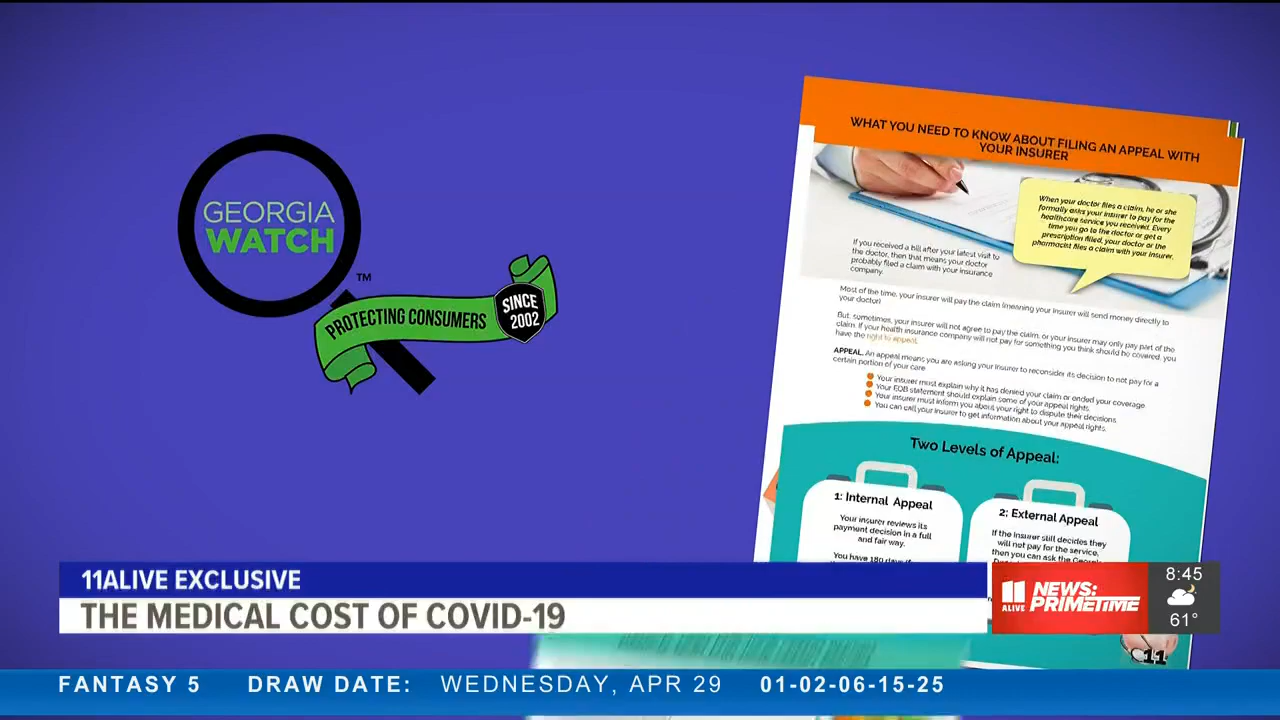 GEORGIA
WATCH
™
PROTECTING CONSUMERS
SINCE
2002
WHAT YOU NEED TO KNOW ABOUT FILING AN APPEAL WITH
YOUR INSURER
When your doctor files a claim, he or she
formally asks your insurer to pay for the
healthcare service you received. Every
time you go to the doctor or get a
prescription filled, your doctor or the
pharmacist files a claim with your insurer.
If you received a bill after your latest visit to
the doctor, then that means your doctor
probably filed a claim with your insurance
company.
Most of the time, your insurer will pay the claim (meaning your insurer will send money directly to
your doctor)
But, sometimes, your insurer will not agree to pay the claim, or your insurer may only pay part of the
claim. If your health insurance company will not pay for something you think should be covered, you
have the right to appeal.
APPEAL. An appeal means you are asking your insurer to reconsider its decision to not pay for a
certain portion of your care
Your insurer must explain why it has denied your claim or ended your coverage
Your EOB statement should explain some of your appeal rights.
Your insurer must inform you about your right to dispute their decisions
You can call your insurer to get information about your appeal rights.
Two Levels of Appeal:
1: Internal Appeal
Your insurer reviews its
payment decision in a full
and fair way.
You have 180 days
2: External Appeal
If the insurer still decides they
will not pay for the service,
then you can ask the
11ALIVE EXCLUSIVE
THE MEDICAL COST OF COVID-19
11
ALIVE
NEWS:
PRIMETIME
8:45
61°
11
FANTASY 5 DRAW DATE: WEDNESDAY, APR 29 01-02-06-15-25